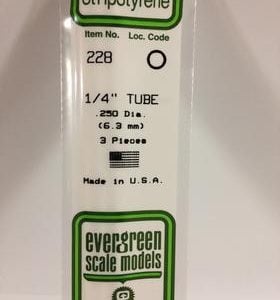 Stripolyrene
Item No. Loc. Code
228
1/4" TUBE
.250 Dia.
(6.3 mm)
3 Pieces
Made in U.S.A.
evergreen
scale models